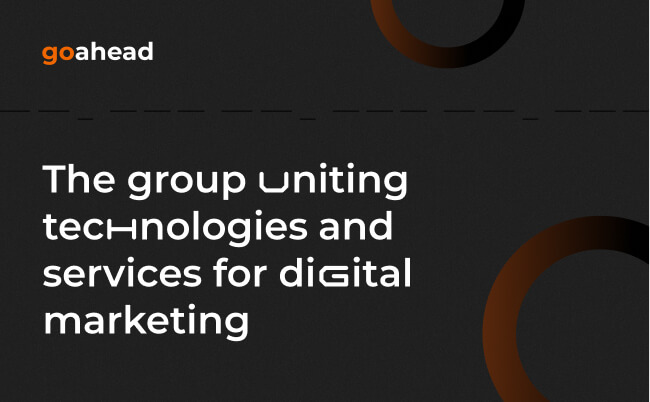 goahead
The group Uniting
tecHnologies and
services for diGital
marketing